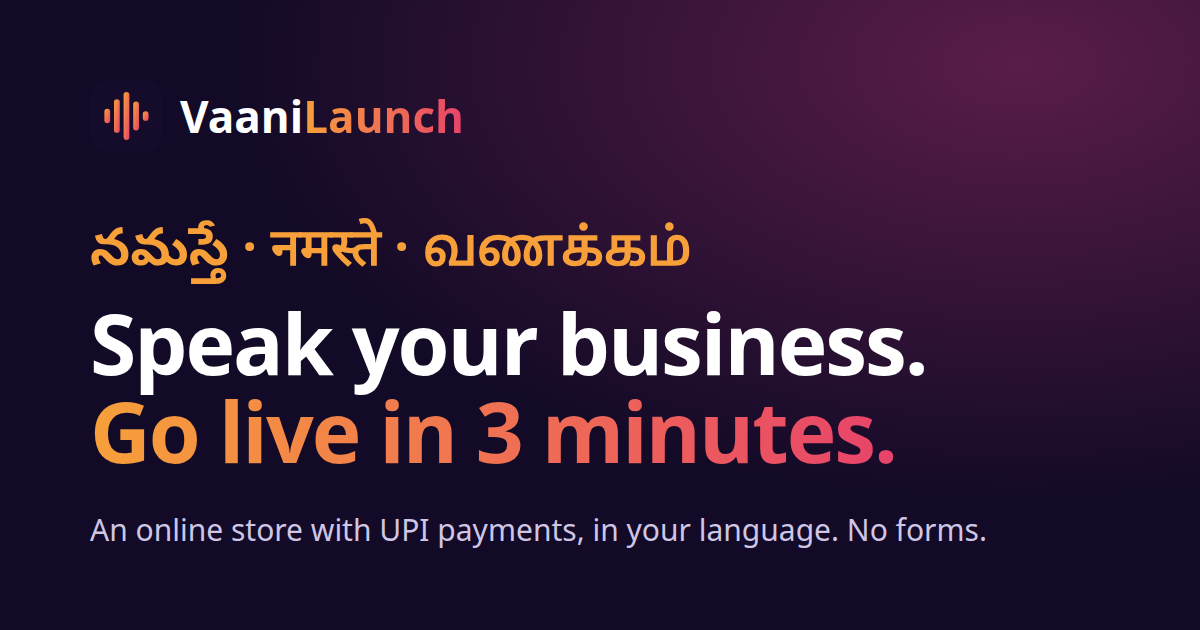 VaaniLaunch
నమస్తే · नमस्ते · வணக்கம்
Speak your business.
Go live in 3 minutes.
An online store with UPI payments, in your language. No forms.